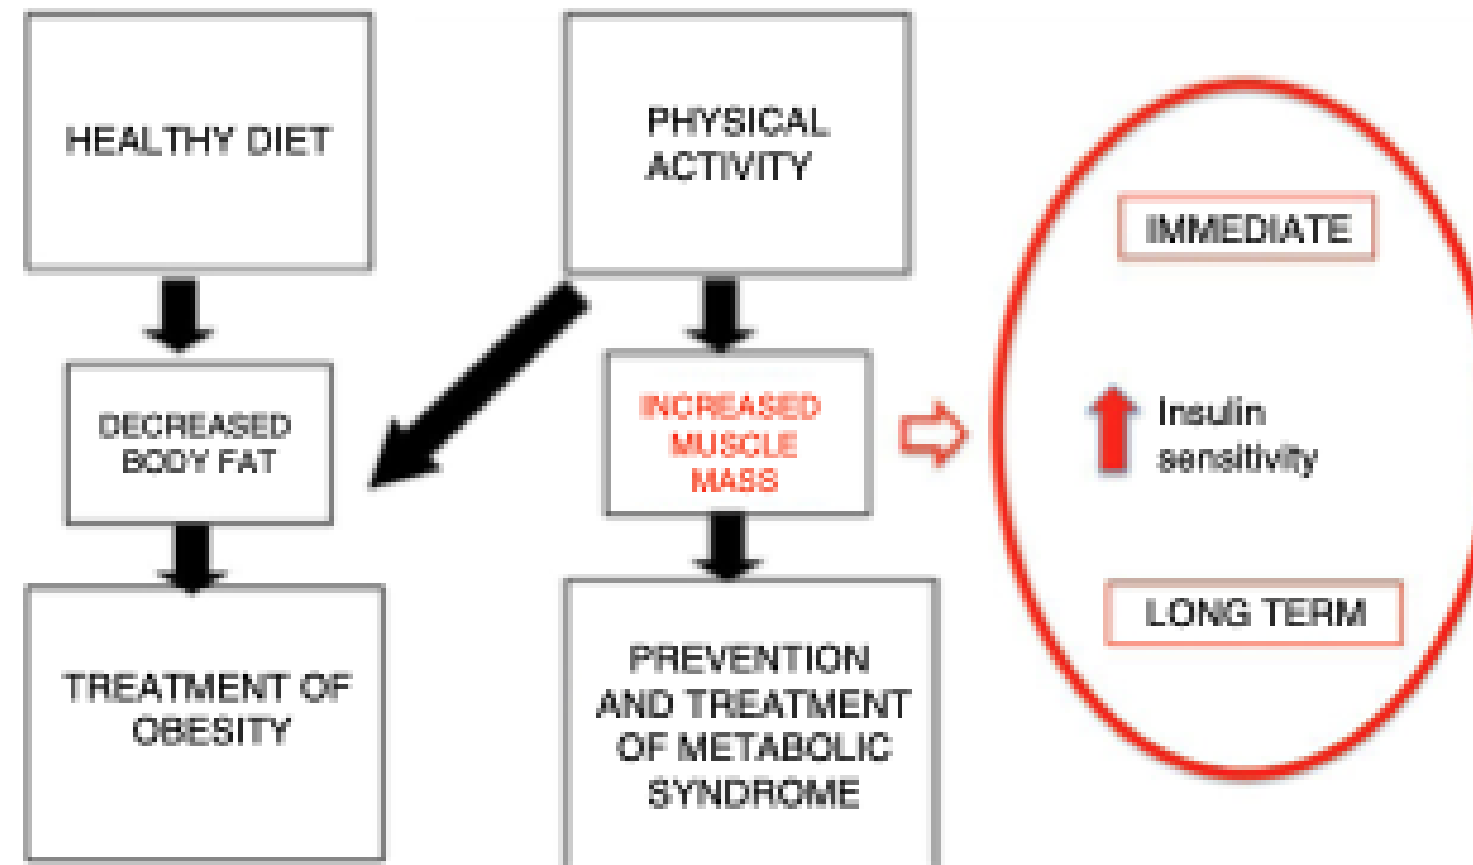 HEALTHY DIET
PHYSICAL
ACTIVITY
DECREASED
BODY FAT
INCREASED
MUSCLE
MASS
TREATMENT OF
OBESITY
PREVENTION
AND TREATMENT
OF METABOLIC
SYNDROME
IMMEDIATE
Insulin
sensitivity
LONG TERM